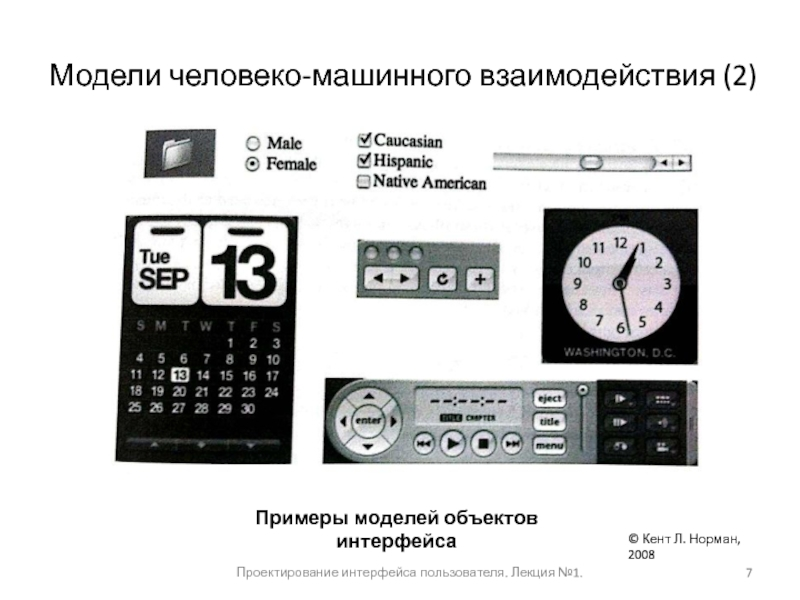 Модели человеко-машинного взаимодействия (2)
Male
Female
Caucasian
Hispanic
Native American
Tue
SEP
13
S M T W T F S
1 2 3
4 5 6 7 8 9 10
11 12 13 14 15 16 17
18 19 20 21 22 23 24
25 26 27 28 29 30
12
1
2
3
4
5
6
7
8
9
10
11
WASHINGTON, D.C.
enter
--:--:--
TITLE CHAPTER
eject
title
menu
Примеры моделей объектов
интерфейса
© Кент Л. Норман,
2008
Проектирование интерфейса пользователя. Лекция №1.
7